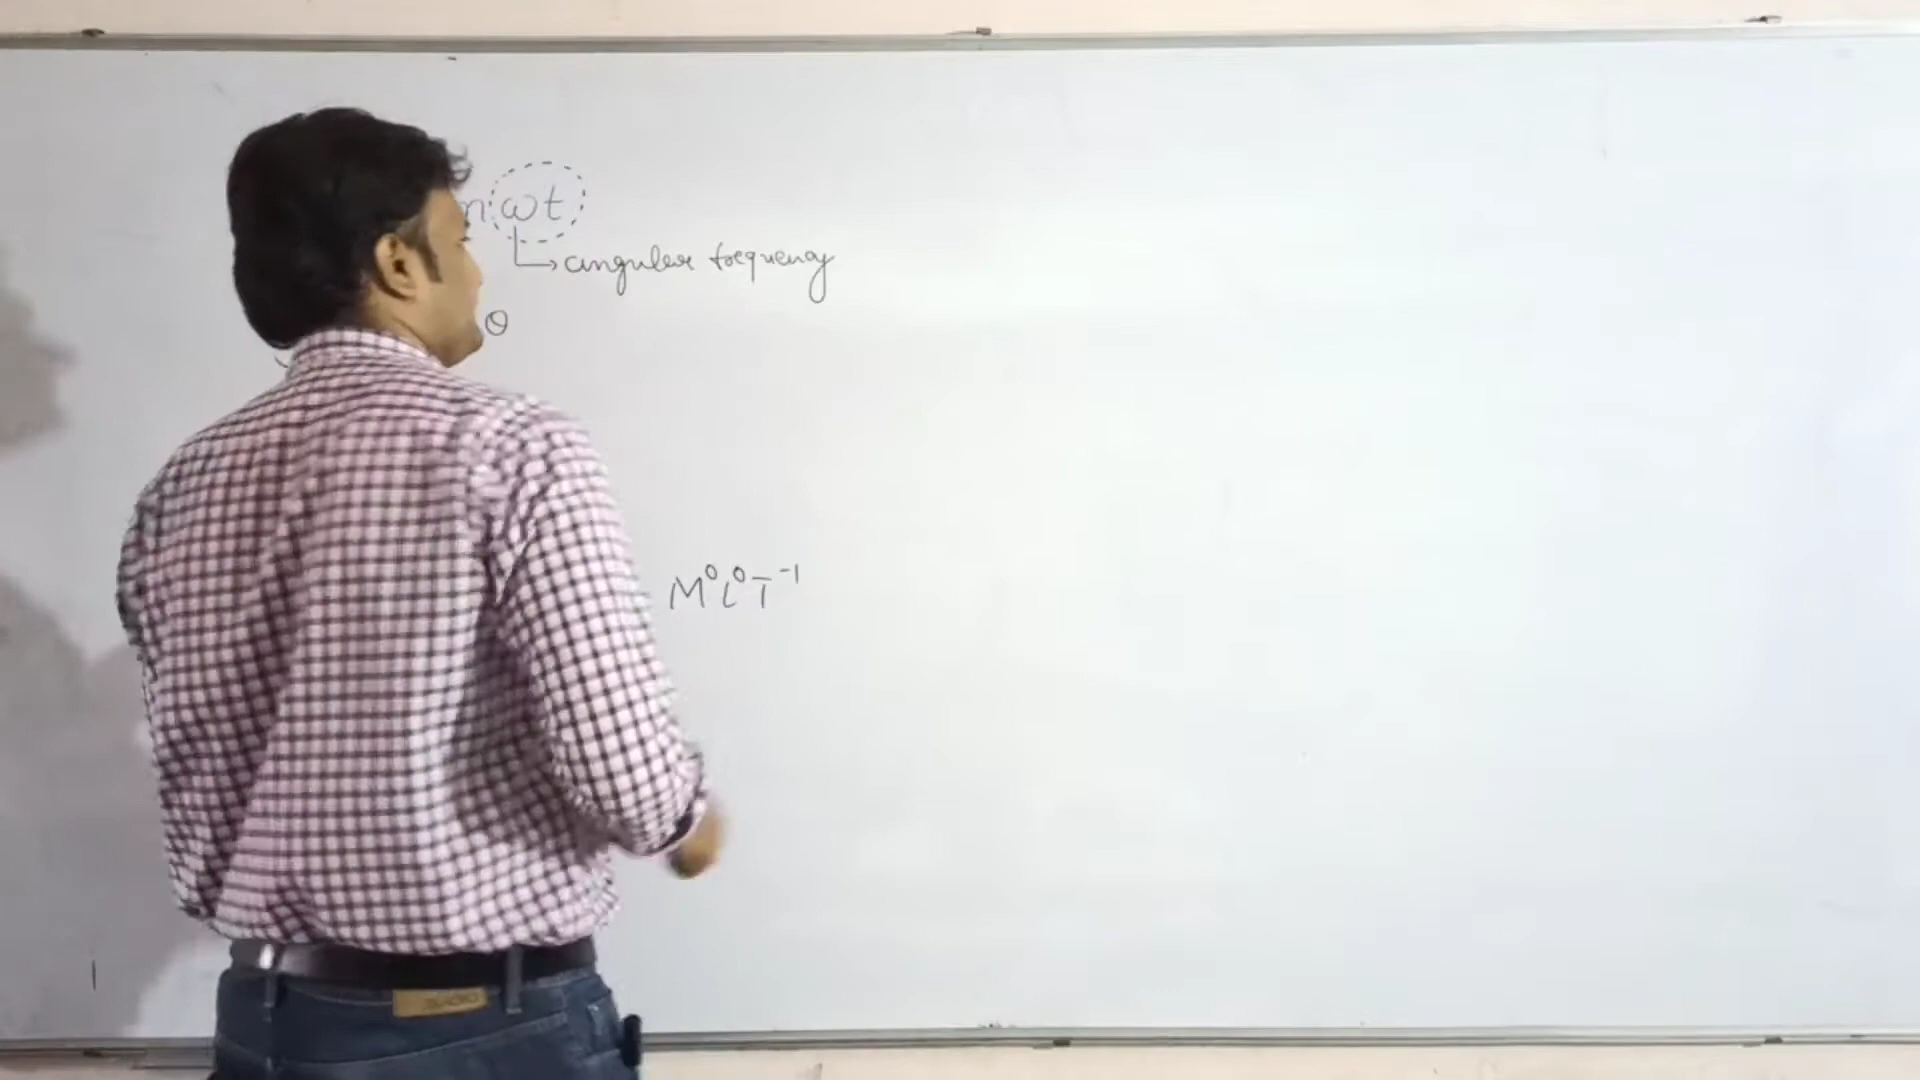 n ωt
↳ angular frequency
θ
M⁰L⁰T⁻¹